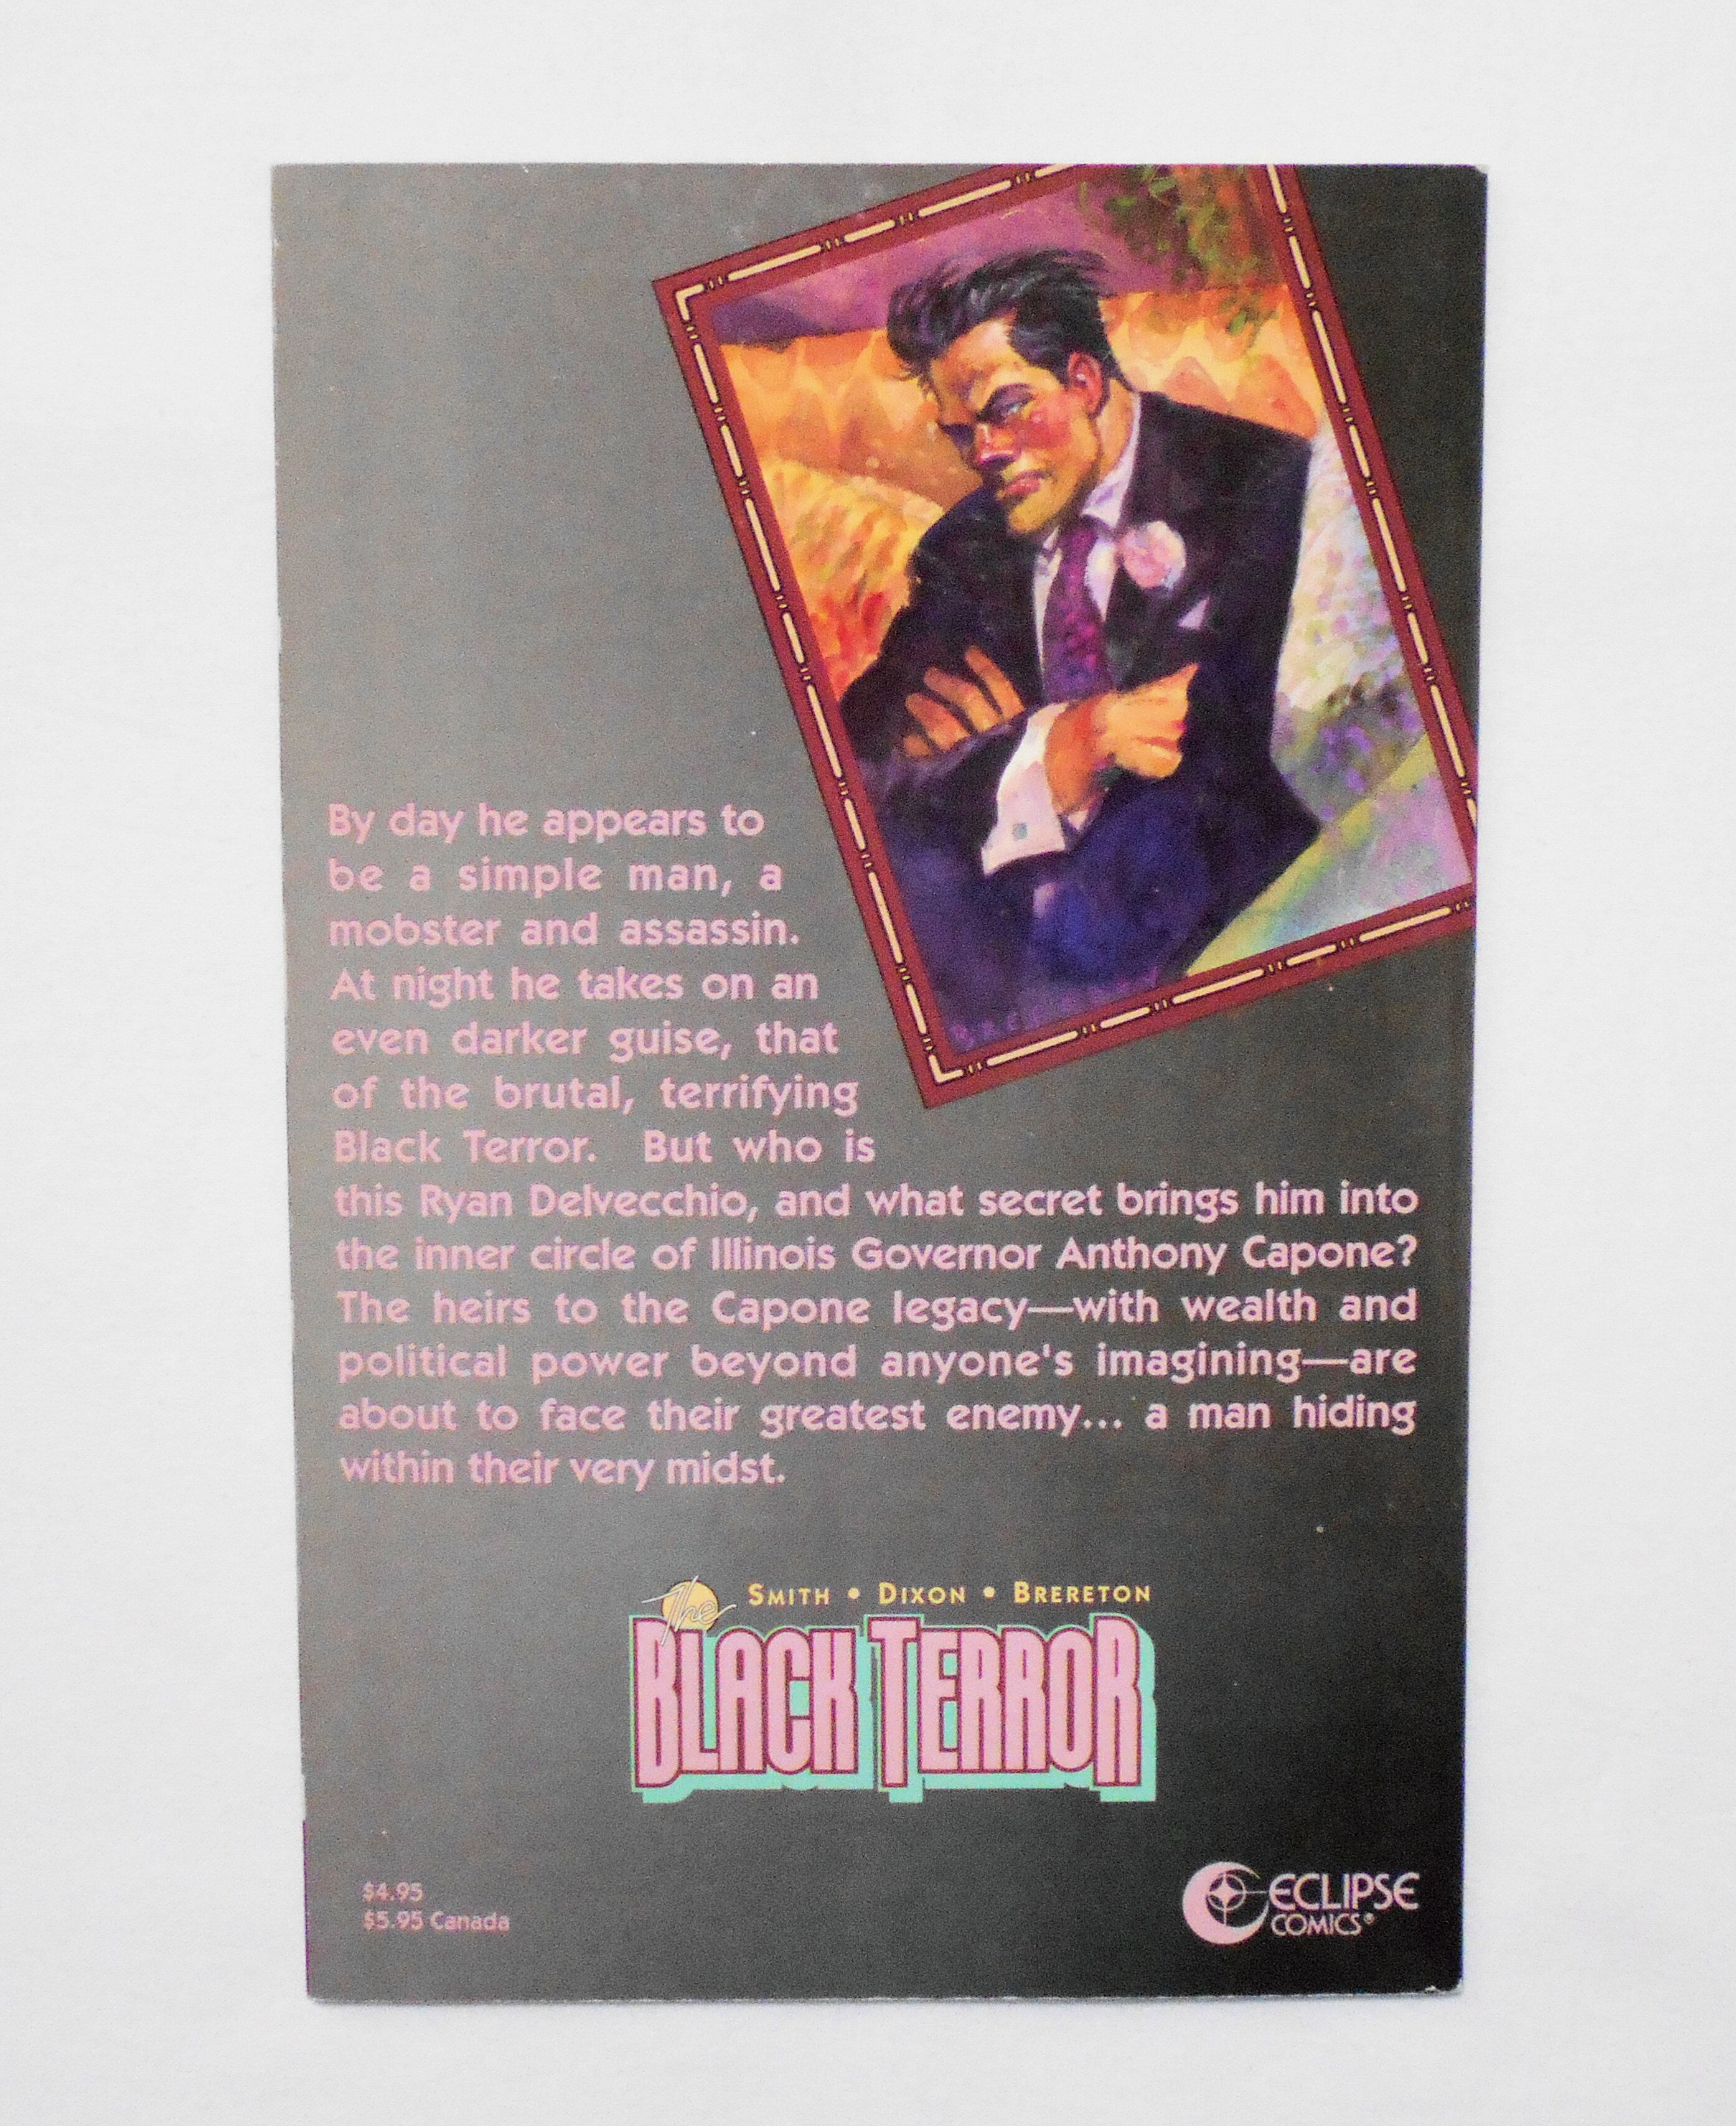 By day he appears to
be a simple man, a
mobster and assassin.
At night he takes on an
even darker guise, that
of the brutal, terrifying
Black Terror. But who is
this Ryan Delvecchio, and what secret brings him into
the inner circle of Illinois Governor Anthony Capone?
The heirs to the Capone legacy—with wealth and
political power beyond anyone's imagining—are
about to face their greatest enemy... a man hiding
within their very midst.
SMITH • DIXON • BRERETON
The
BLACK TERROR
$4.95
$5.95 Canada
ECLIPSE
COMICS®